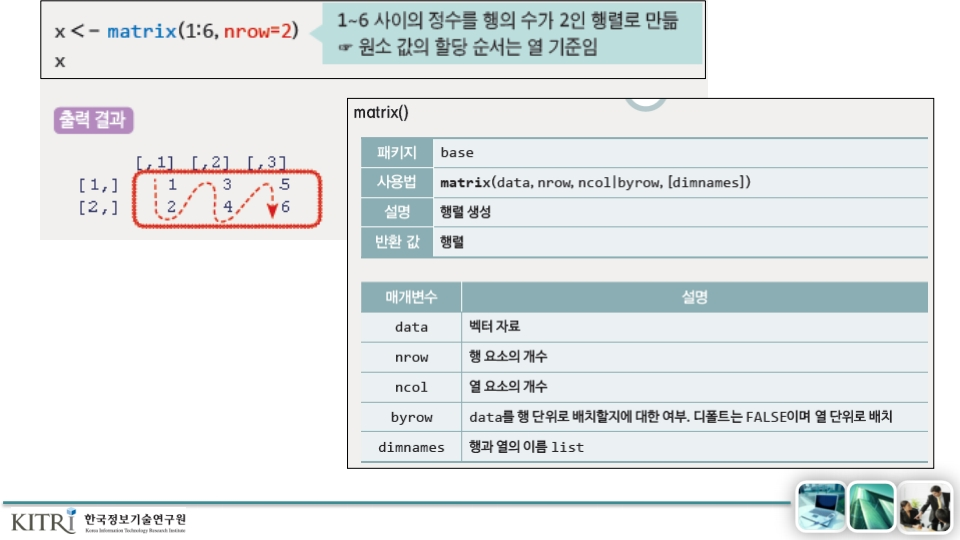 x <- matrix(1:6, nrow=2)
x
1~6 사이의 정수를 행의 수가 2인 행렬로 만듦
☞ 원소 값의 할당 순서는 열 기준임
출력 결과
[,1] [,2] [,3]
[1,] 1 3 5
[2,] 2 4 6
matrix()
패키지 base
사용법 matrix(data, nrow, ncol|byrow, [dimnames])
설명 행렬 생성
반환 값 행렬
매개변수 설명
data 벡터 자료
nrow 행 요소의 개수
ncol 열 요소의 개수
byrow data를 행 단위로 배치할지에 대한 여부. 디폴트는 FALSE이며 열 단위로 배치
dimnames 행과 열의 이름 list
KITRI 한국정보기술연구원
Korea Information Technology Research Institute